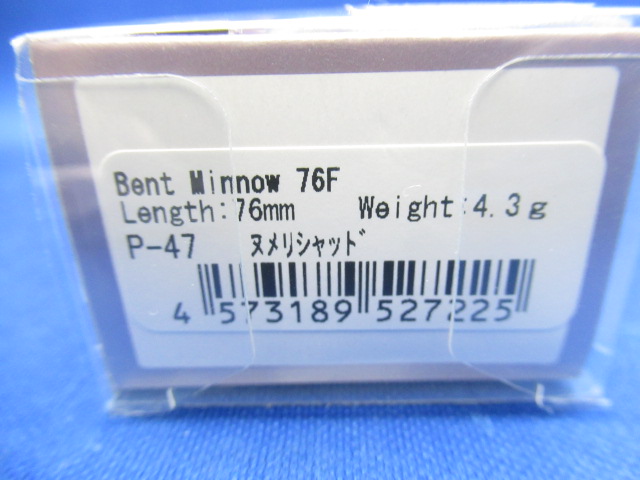 Bent Minnow 76F
Length:76mm Weight:4.3g
P-47 ﾇﾒﾘｼｬｯﾄﾞ
4 573189 527225